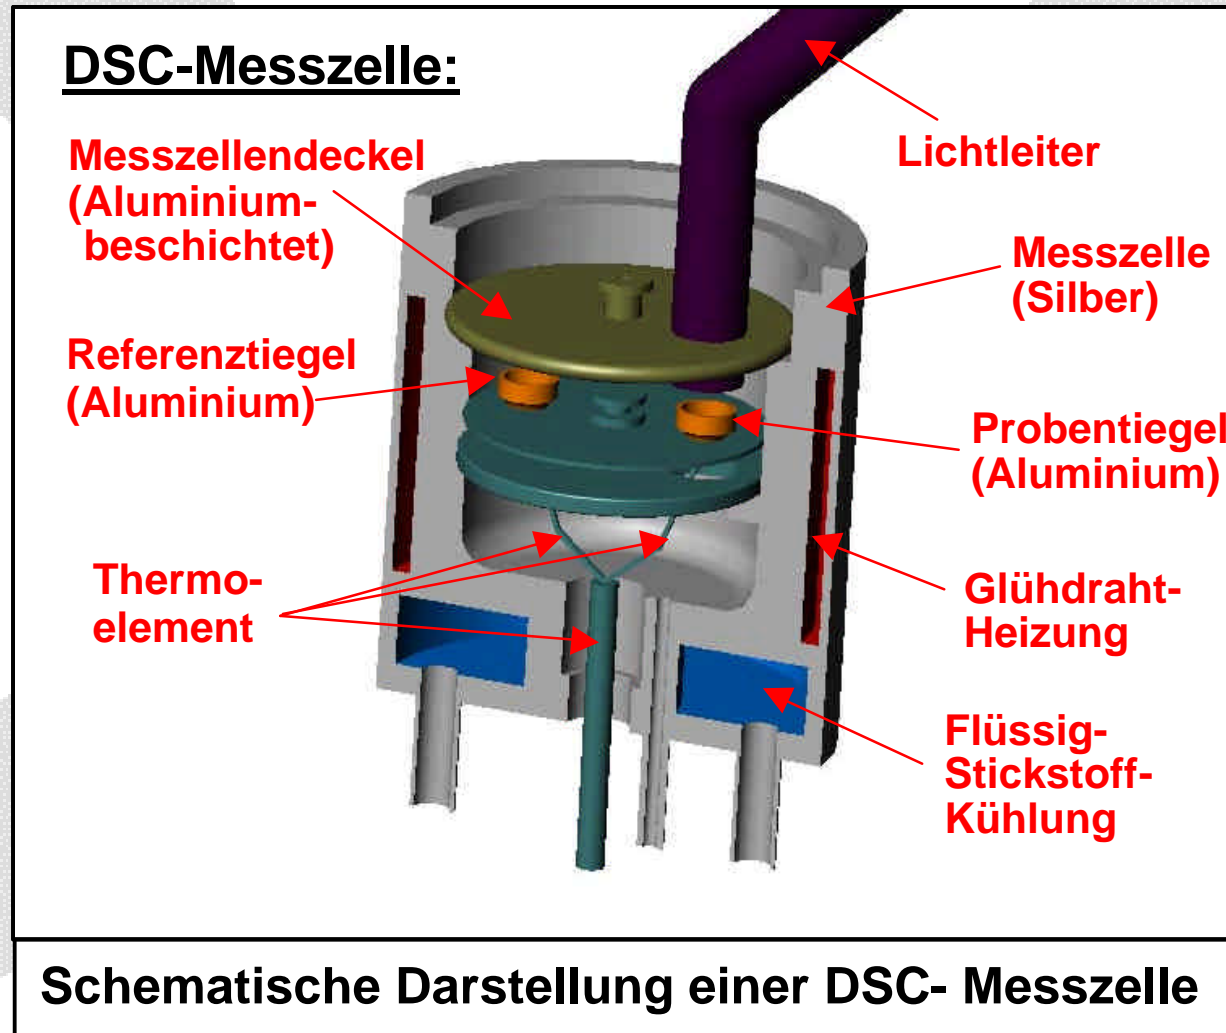 DSC-Messzelle:
Messzellendeckel
(Aluminium-
beschichtet)
Lichtleiter
Messzelle
(Silber)
Referenztiegel
(Aluminium)
Probentiegel
(Aluminium)
Thermo-
element
Glühdraht-
Heizung
Flüssig-
Stickstoff-
Kühlung
Schematische Darstellung einer DSC- Messzelle